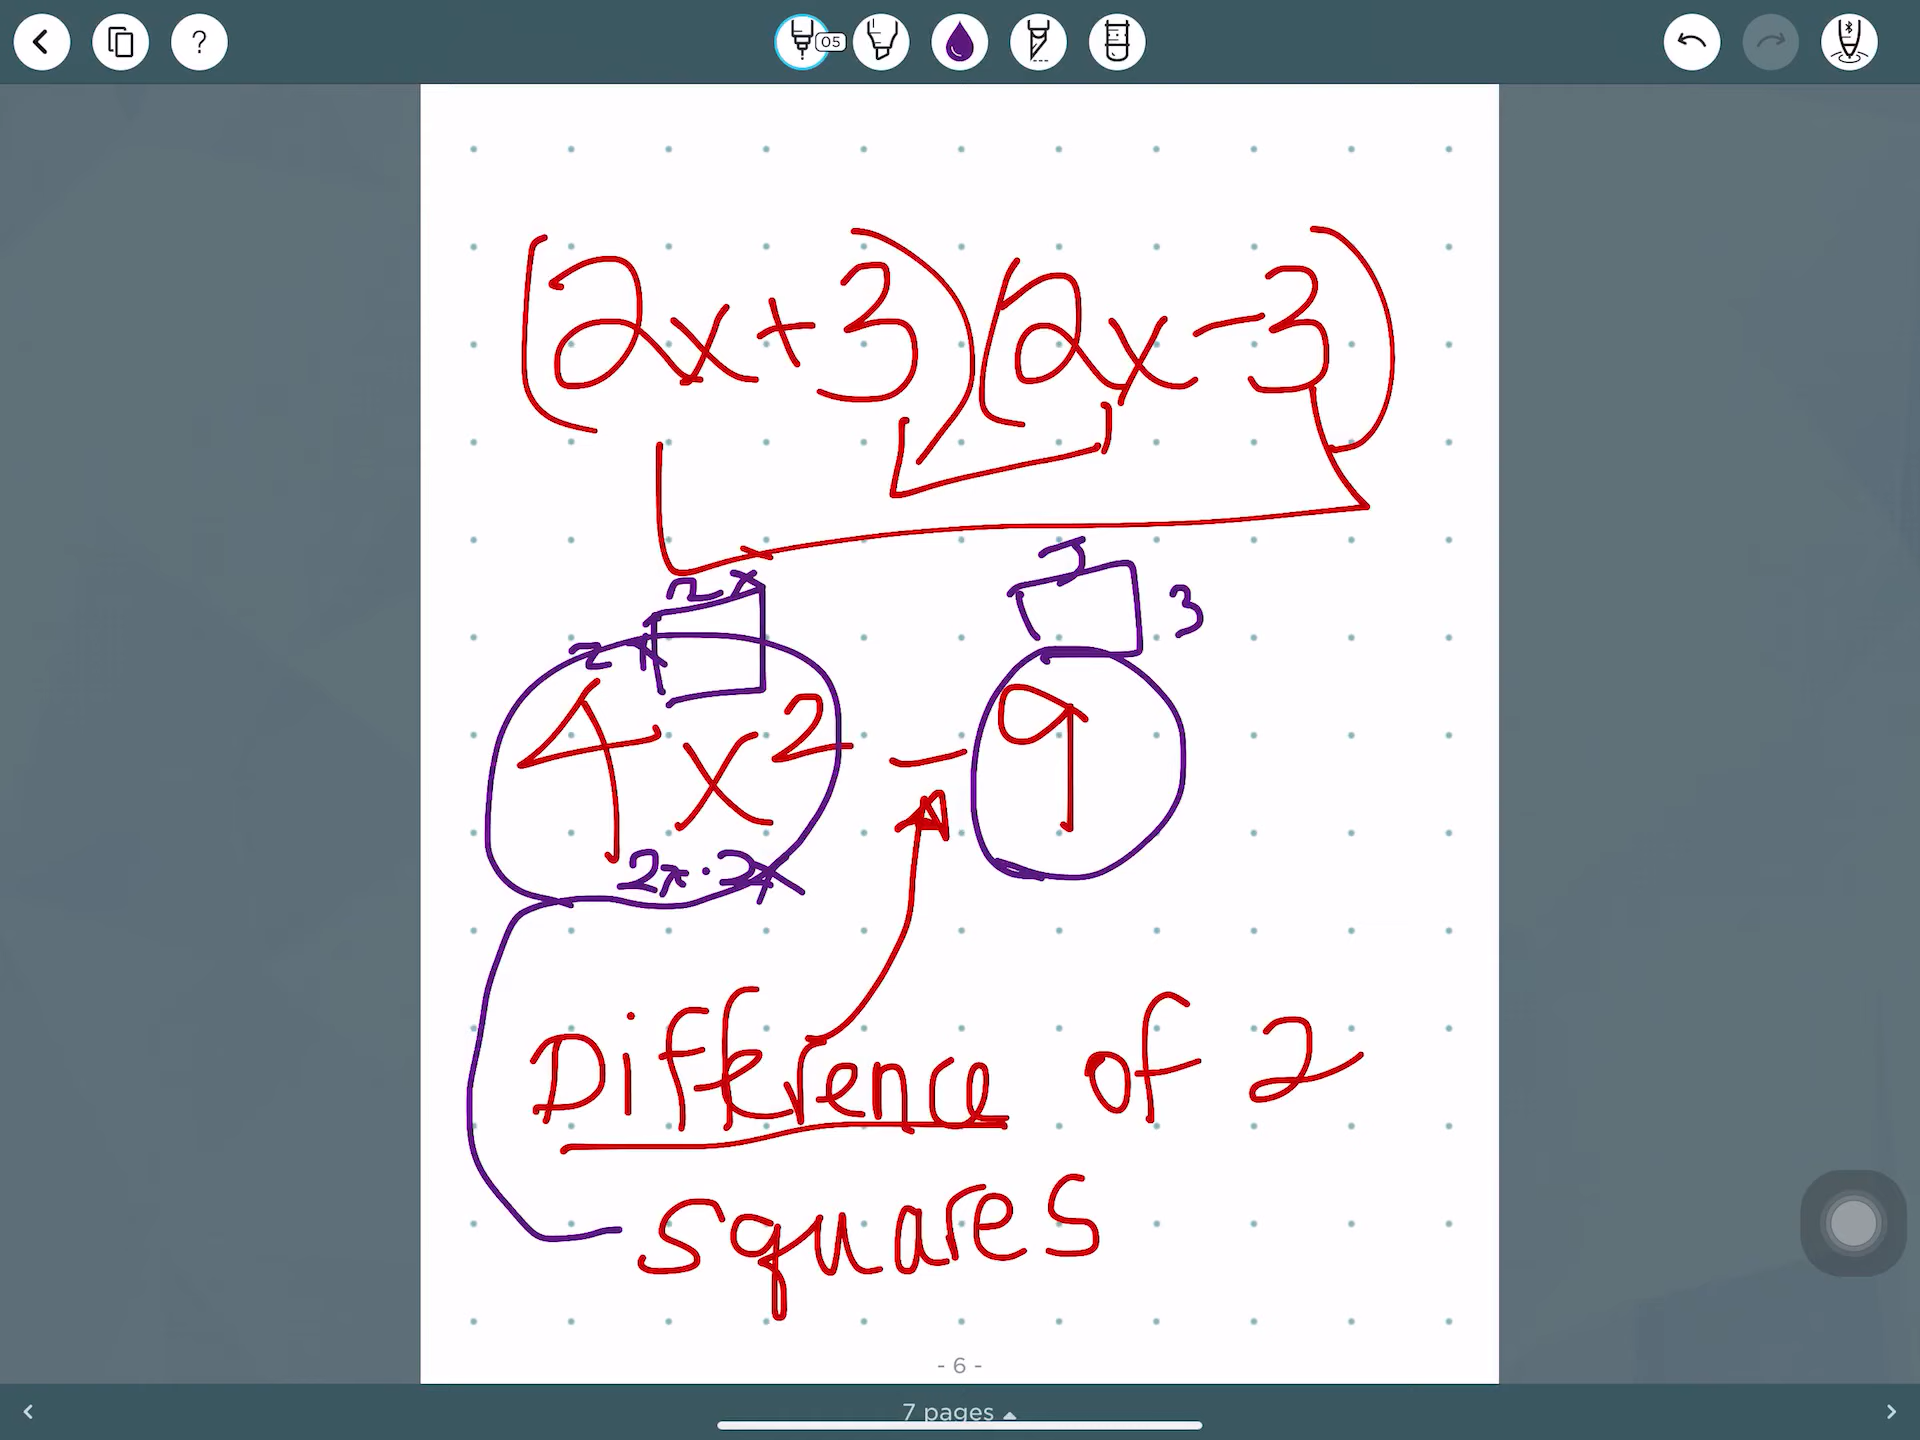 ?
05
(2x+3)(2x-3)
2x
3
2x
3
4x² - 9
2x · 2x
Difference of 2
squares
- 6 -
7 pages